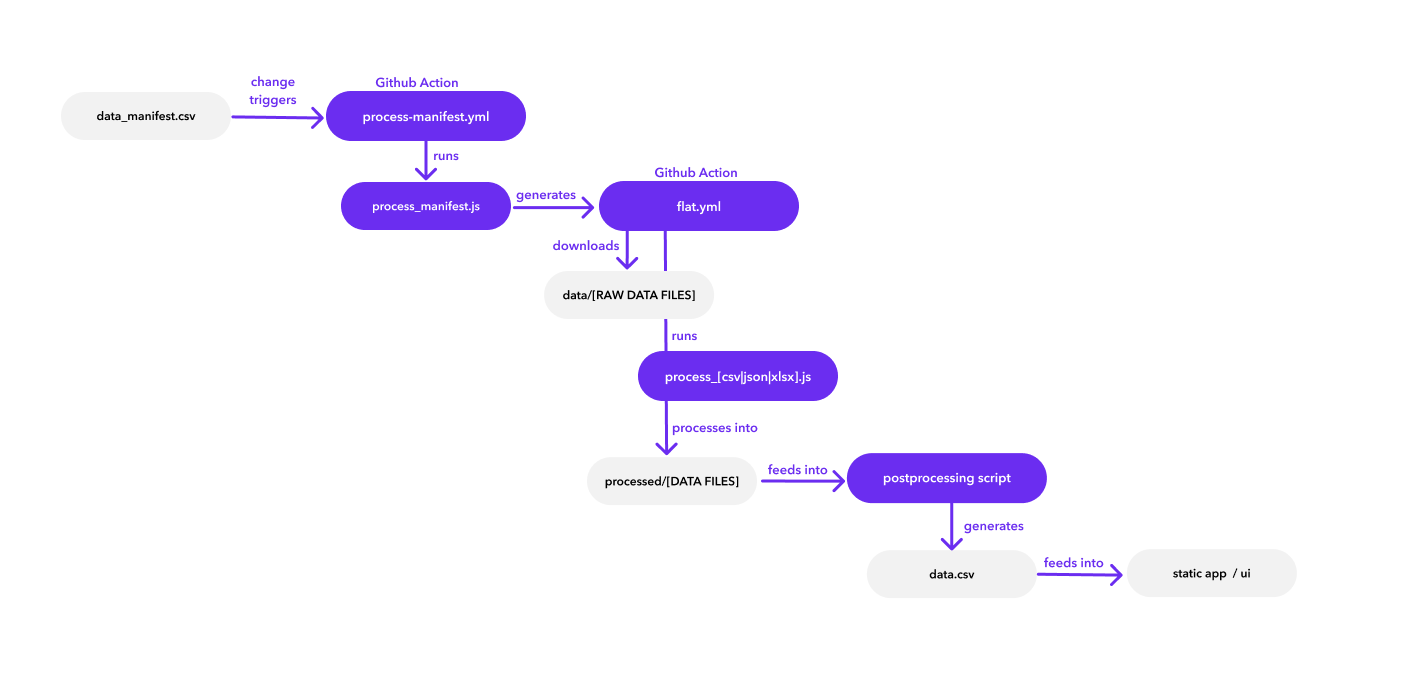 change
triggers
Github Action
data_manifest.csv
process-manifest.yml
runs
Github Action
process_manifest.js
generates
flat.yml
downloads
data/[RAW DATA FILES]
runs
process_[csv|json|xlsx].js
processes into
processed/[DATA FILES]
feeds into
postprocessing script
generates
data.csv
feeds into
static app / ui